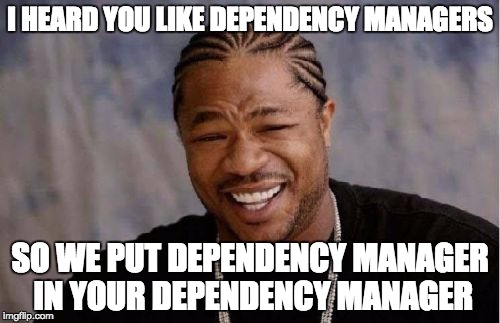 I HEARD YOU LIKE DEPENDENCY MANAGERS
SO WE PUT DEPENDENCY MANAGER
IN YOUR DEPENDENCY MANAGER
imgflip.com